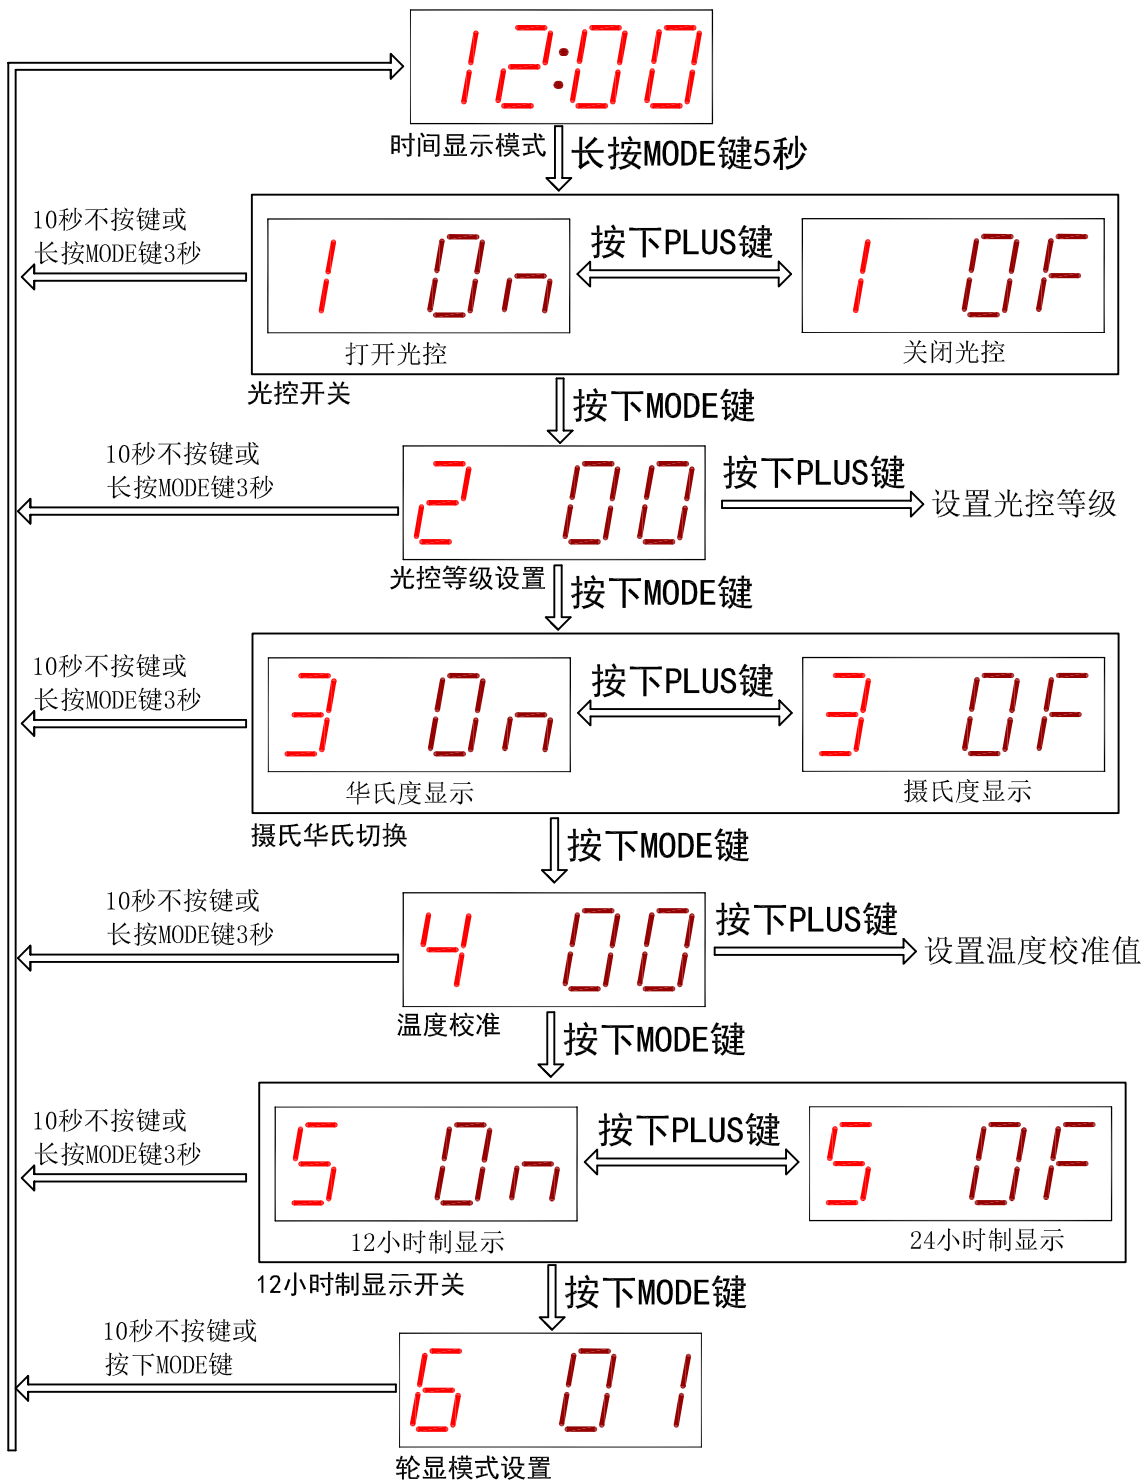 12:00
时间显示模式
长按MODE键5秒
10秒不按键或
长按MODE键3秒
1 0n
按下PLUS键
1 0F
打开光控
关闭光控
光控开关
按下MODE键
10秒不按键或
长按MODE键3秒
2 00
按下PLUS键
设置光控等级
光控等级设置
按下MODE键
10秒不按键或
长按MODE键3秒
3 0n
按下PLUS键
3 0F
华氏度显示
摄氏度显示
摄氏华氏切换
按下MODE键
10秒不按键或
长按MODE键3秒
4 00
按下PLUS键
设置温度校准值
温度校准
按下MODE键
10秒不按键或
长按MODE键3秒
5 0n
按下PLUS键
5 0F
12小时制显示
24小时制显示
12小时制显示开关
按下MODE键
10秒不按键或
按下MODE键
6 01
轮显模式设置